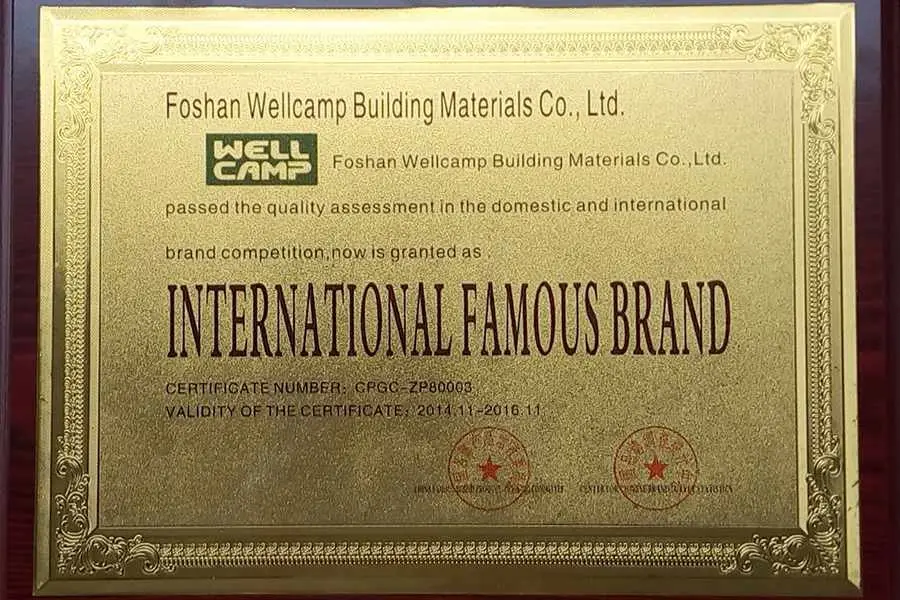 Foshan Wellcamp Building Materials Co., Ltd.
WELL
CAMP
Foshan Wellcamp Building Materials Co.,Ltd.
passed the quality assessment in the domestic and international
brand competition,now is granted as .
INTERNATIONAL FAMOUS BRAND
CERTIFICATE NUMBER: CPGC-ZP80003
VALIDITY OF THE CERTIFICATE: 2014.11-2016.11